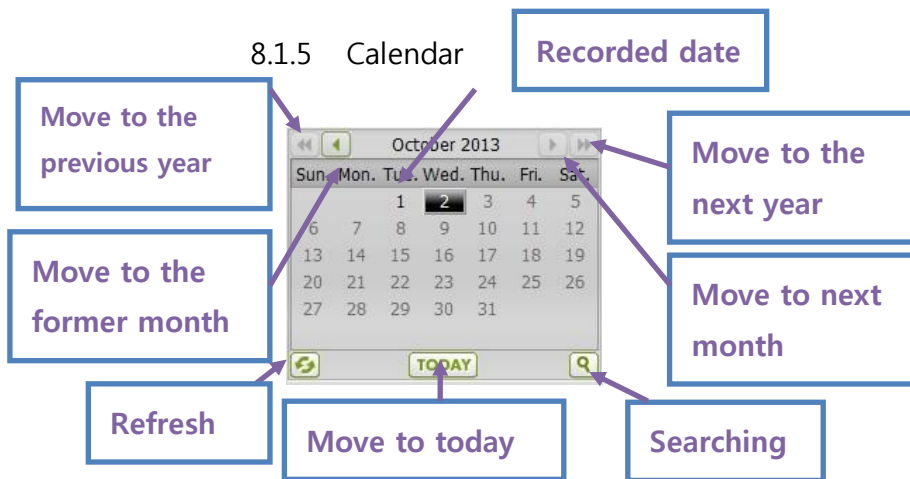 8.1.5 Calendar
Recorded date
Move to the
previous year
October 2013
Move to the
next year
Sun. Mon. Tue. Wed. Thu. Fri. Sat.
1 2 3 4 5
6 7 8 9 10 11 12
13 14 15 16 17 18 19
20 21 22 23 24 25 26
27 28 29 30 31
Move to the
former month
Move to next
month
TODAY
Refresh
Move to today
Searching